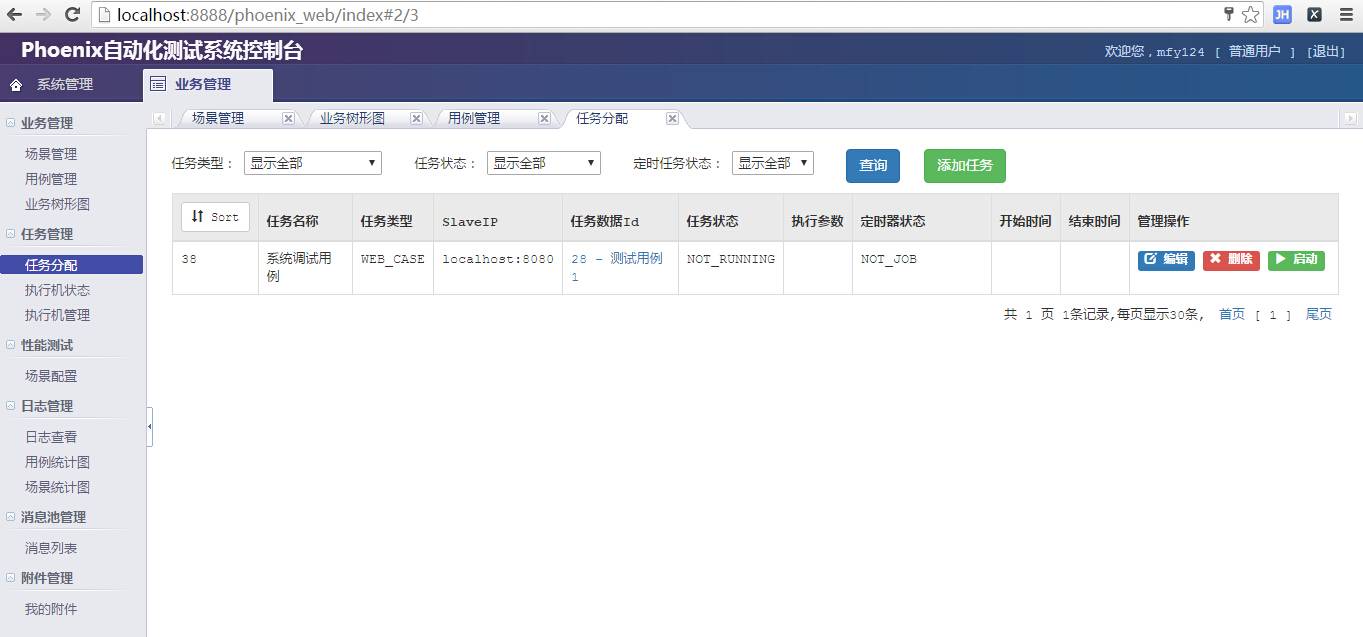 localhost:8888/phoenix_web/index#2/3
JH X
Phoenix自动化测试系统控制台
欢迎您，mfy124 [ 普通用户 ] [退出]
系统管理 业务管理
场景管理 业务树形图 用例管理 任务分配
业务管理
场景管理
用例管理
业务树形图
任务管理
任务分配
执行机状态
执行机管理
性能测试
场景配置
日志管理
日志查看
用例统计图
场景统计图
消息池管理
消息列表
附件管理
我的附件
任务类型： 显示全部 任务状态： 显示全部 定时任务状态： 显示全部 查询 添加任务
Sort 任务名称 任务类型 SlaveIP 任务数据Id 任务状态 执行参数 定时器状态 开始时间 结束时间 管理操作
38 系统调试用 WEB_CASE localhost:8080 28 - 测试用例 NOT_RUNNING NOT_JOB 编辑 删除 启动
例 1
共 1 页 1条记录,每页显示30条, 首页 [ 1 ] 尾页